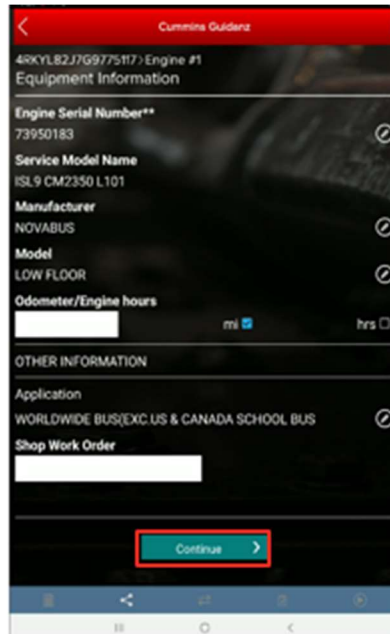 Cummins Guidanz
4RKYL82J7G9775117>Engine #1
Equipment Information
Engine Serial Number**
73950183
Service Model Name
ISL9 CM2350 L101
Manufacturer
NOVABUS
Model
LOW FLOOR
Odometer/Engine hours
mi hrs
OTHER INFORMATION
Application
WORLDWIDE BUS(EXC.US & CANADA SCHOOL BUS
Shop Work Order
Continue